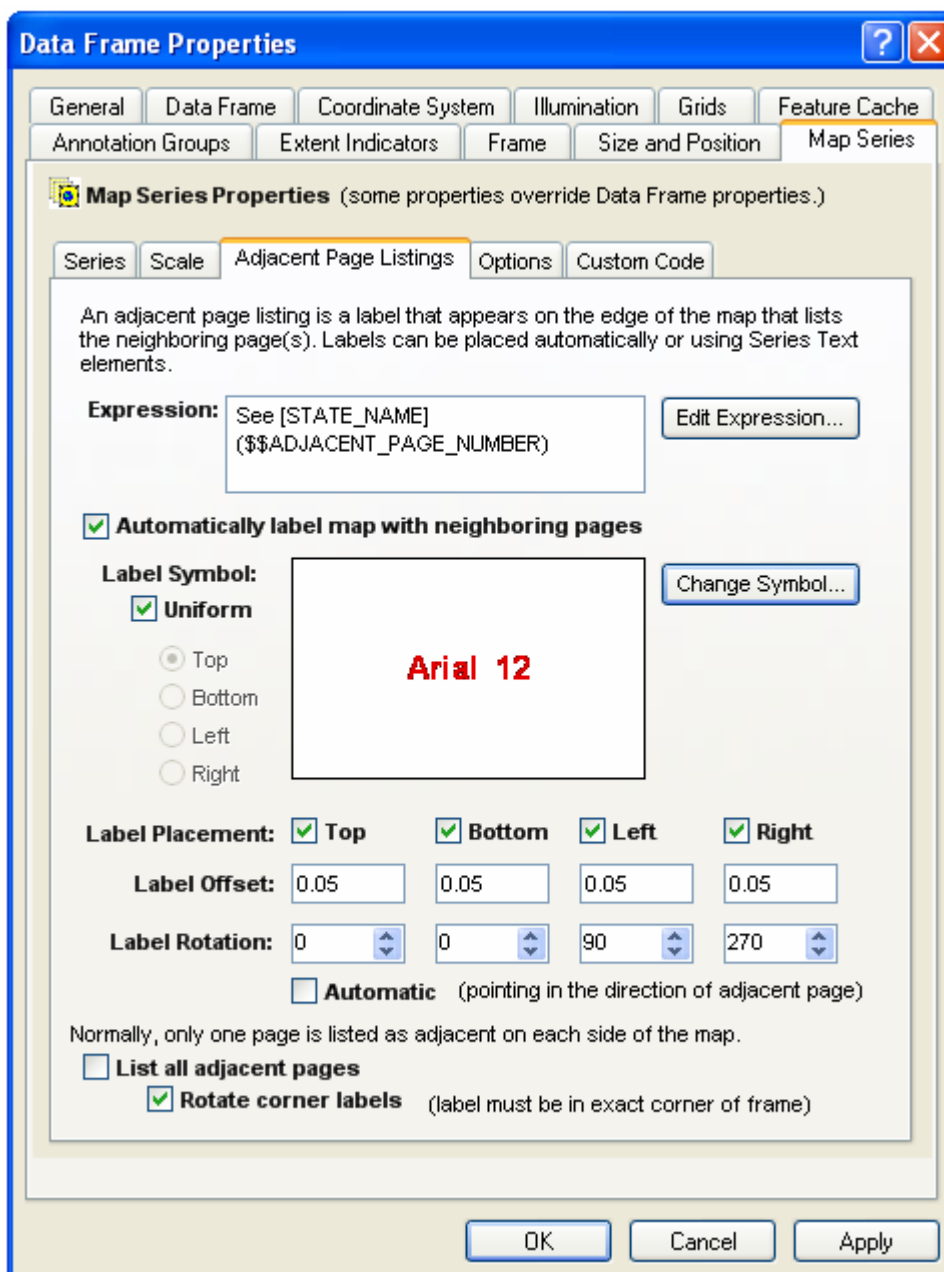 Data Frame Properties
General Data Frame Coordinate System Illumination Grids Feature Cache
Annotation Groups Extent Indicators Frame Size and Position Map Series
Map Series Properties (some properties override Data Frame properties.)
Series Scale Adjacent Page Listings Options Custom Code
An adjacent page listing is a label that appears on the edge of the map that lists
the neighboring page(s). Labels can be placed automatically or using Series Text
elements.
Expression: See [STATE_NAME] Edit Expression...
($$ADJACENT_PAGE_NUMBER)
Automatically label map with neighboring pages
Label Symbol: Change Symbol...
Uniform
Top
Arial 12
Bottom
Left
Right
Label Placement: Top Bottom Left Right
Label Offset: 0.05 0.05 0.05 0.05
Label Rotation: 0 0 90 270
Automatic (pointing in the direction of adjacent page)
Normally, only one page is listed as adjacent on each side of the map.
List all adjacent pages
Rotate corner labels (label must be in exact corner of frame)
OK Cancel Apply